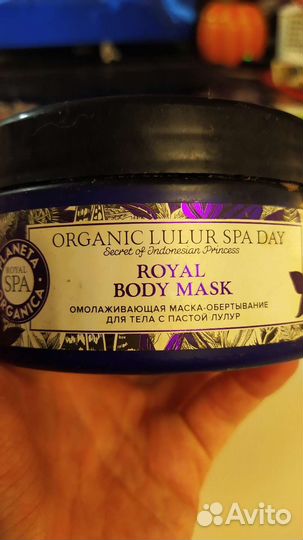 ORGANIC LULUR SPA DAY
Secret of Indonesian Princess
ROYAL
BODY MASK
ОМОЛАЖИВАЮЩАЯ МАСКА-ОБЕРТЫВАНИЕ
ДЛЯ ТЕЛА С ПАСТОЙ ЛУЛУР
PLANETA
ROYAL
SPA
ORGANICA
Avito